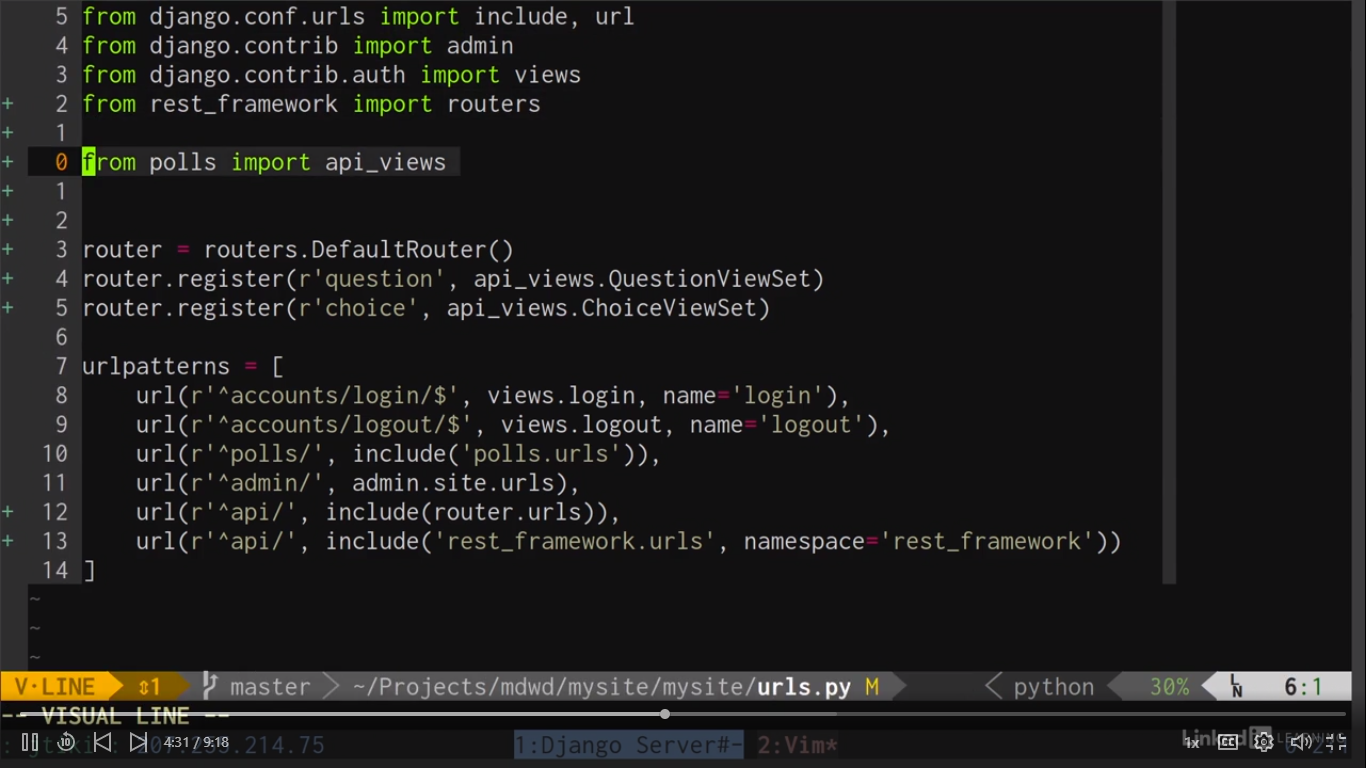 5 from django.conf.urls import include, url
4 from django.contrib import admin
3 from django.contrib.auth import views
+ 2 from rest_framework import routers
+ 1
+ 0 from polls import api_views
+ 1
+ 2
+ 3 router = routers.DefaultRouter()
+ 4 router.register(r'question', api_views.QuestionViewSet)
+ 5 router.register(r'choice', api_views.ChoiceViewSet)
6
7 urlpatterns = [
8     url(r'^accounts/login/$', views.login, name='login'),
9     url(r'^accounts/logout/$', views.logout, name='logout'),
10     url(r'^polls/', include('polls.urls')),
11     url(r'^admin/', admin.site.urls),
+ 12     url(r'^api/', include(router.urls)),
+ 13     url(r'^api/', include('rest_framework.urls', namespace='rest_framework'))
14 ]
~
~
~
V·LINE ⇕1 master ~/Projects/mdwd/mysite/mysite/urls.py M python 30% LN 6:1
-- VISUAL LINE --
10 4:31 / 9:18 .214.75 1:Django Server#- 2:Vim* 1x CC